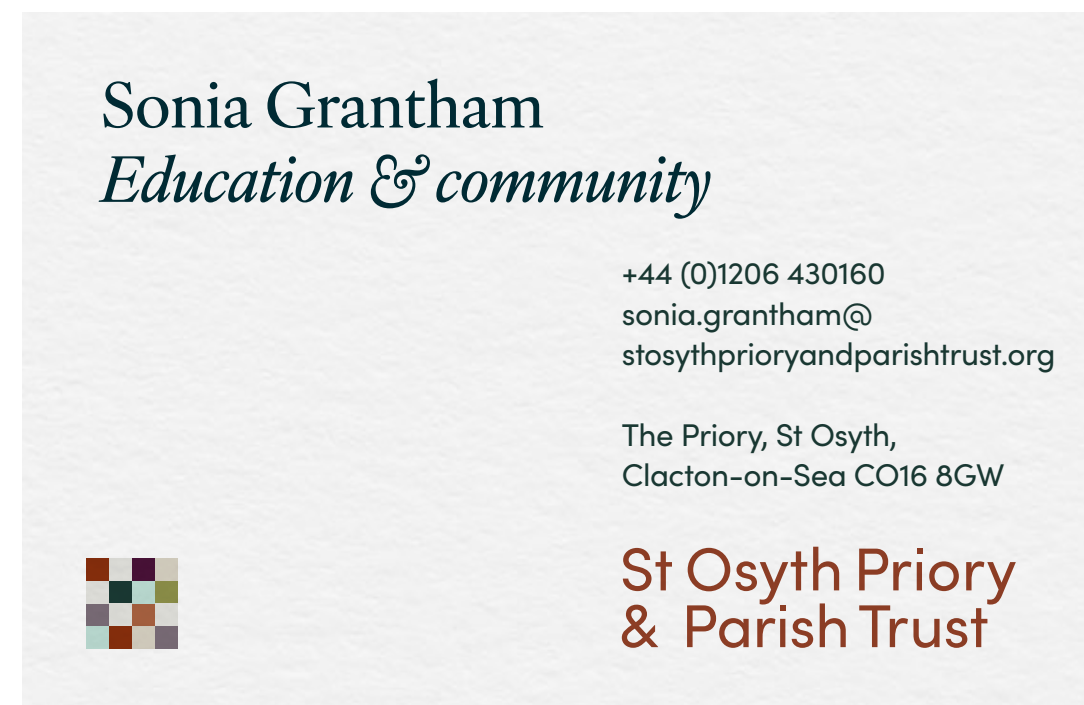 Sonia Grantham
Education & community
+44 (0)1206 430160
sonia.grantham@
stosythprioryandparishtrust.org
The Priory, St Osyth,
Clacton-on-Sea CO16 8GW
St Osyth Priory
& Parish Trust